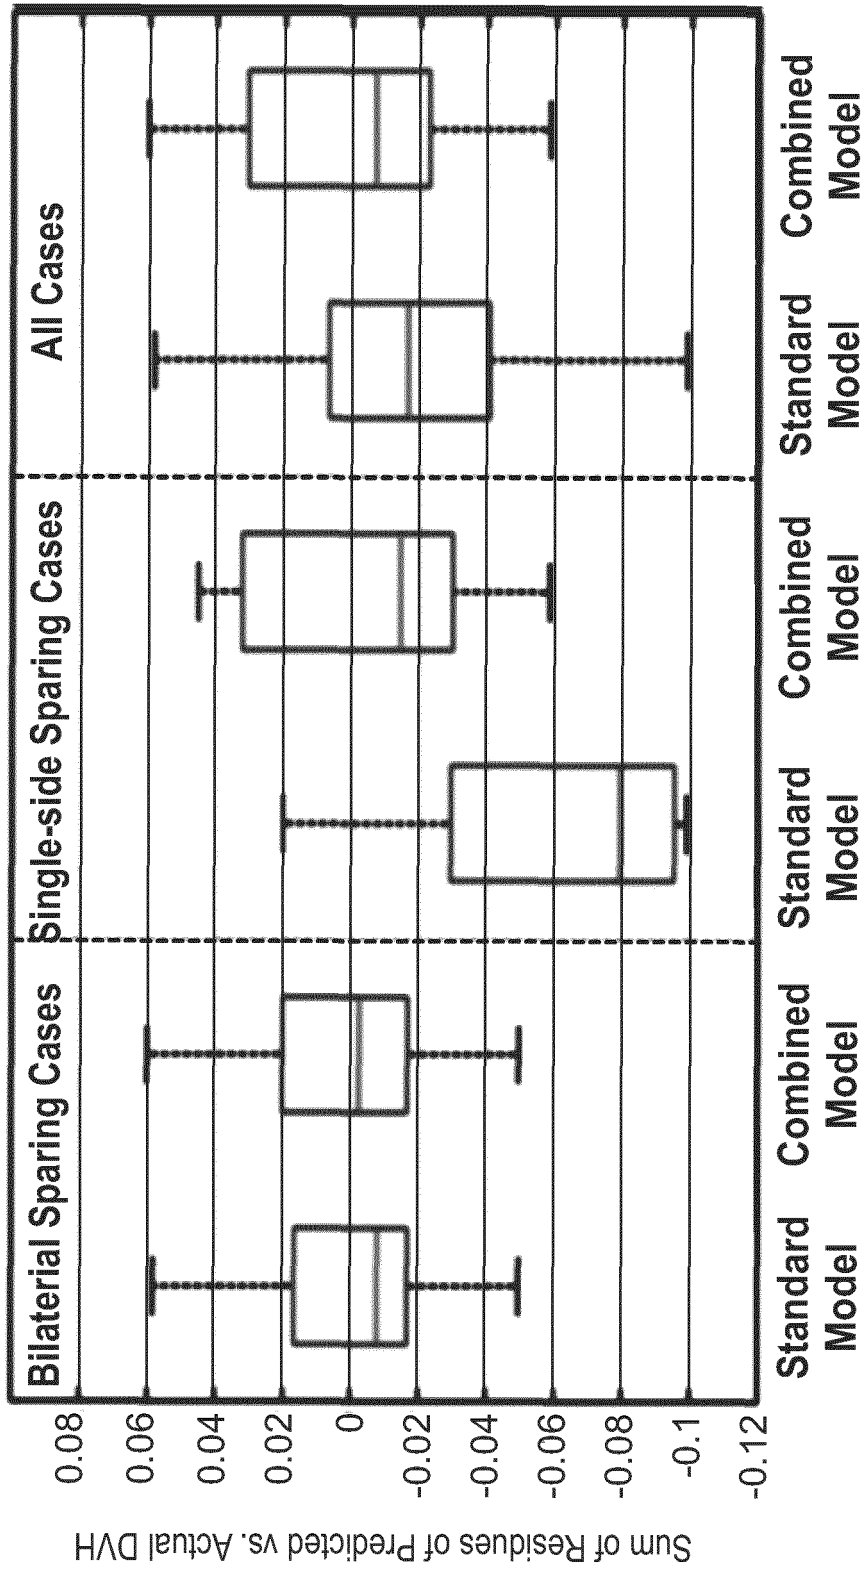 Bilaterial Sparing Cases
Single-side Sparing Cases
All Cases
0.08
0.06
0.04
0.02
0
-0.02
-0.04
-0.06
-0.08
-0.1
-0.12
Sum of Residues of Predicted vs. Actual DVH
Standard
Model
Combined
Model
Standard
Model
Combined
Model
Standard
Model
Combined
Model